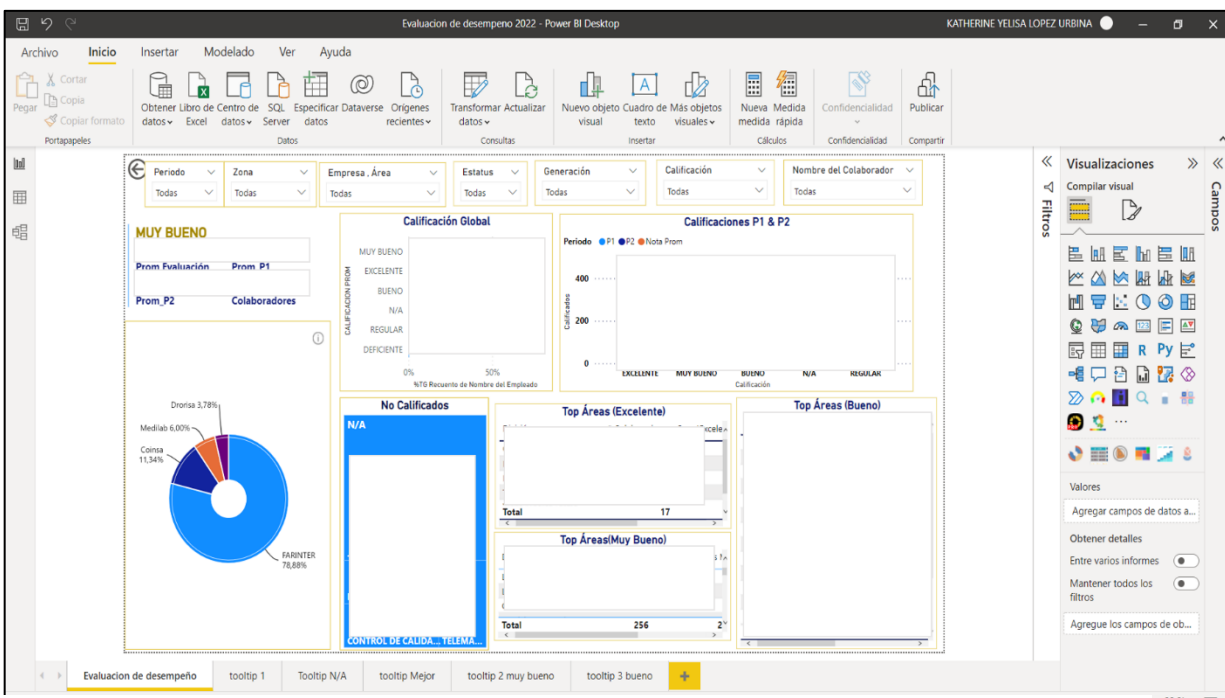 Evaluacion de desempeno 2022 - Power BI Desktop
KATHERINE YELISA LOPEZ URBINA
Archivo Inicio Insertar Modelado Ver Ayuda
Pegar
Cortar
Copia
Copiar formato
Portapapeles
Obtener datos
Libro de Excel
Centro de datos
SQL Server
Especificar datos
Dataverse
Orígenes recientes
Datos
Transformar datos
Actualizar
Consultas
Nuevo objeto visual
Cuadro de texto
Más objetos visuales
Insertar
Nueva medida
Medida rápida
Cálculos
Confidencialidad
Confidencialidad
Publicar
Compartir
Periodo
Todas
Zona
Todas
Empresa , Área
Todas
Estatus
Todas
Generación
Todas
Calificación
Todas
Nombre del Colaborador
Todas
MUY BUENO
Prom Evaluación Prom_P1
Prom_P2 Colaboradores
Calificación Global
CALIFICACION PROM
MUY BUENO
EXCELENTE
BUENO
N/A
REGULAR
DEFICIENTE
0% 50%
%TG Recuento de Nombre del Empleado
Calificaciones P1 & P2
Periodo P1 P2 Nota Prom
Calificados
400
200
0
EXCELENTE MUY BUENO BUENO N/A REGULAR
Calificación
Drorisa 3,78%
Medilab 6,00%
Coinsa
11,34%
FARINTER
78,88%
No Calificados
N/A
CONTROL DE CALIDA... TELEMA...
Top Áreas (Excelente)
Total 17
Top Áreas(Muy Bueno)
Total 256
Top Áreas (Bueno)
Filtros
Visualizaciones
Compilar visual
R Py
Valores
Agregar campos de datos a...
Obtener detalles
Entre varios informes
Mantener todos los
filtros
Agregue los campos de ob...
Campos
Evaluacion de desempeño tooltip 1 Tooltip N/A tooltip Mejor tooltip 2 muy bueno tooltip 3 bueno